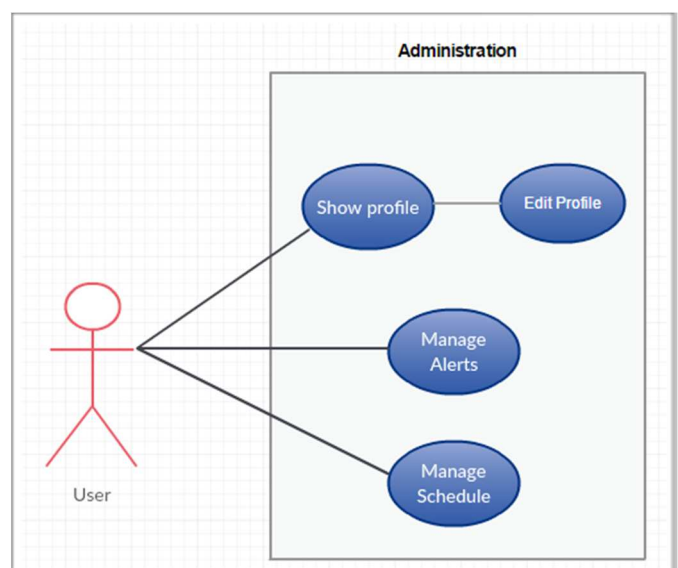 Administration
Show profile
Edit Profile
Manage
Alerts
Manage
Schedule
User